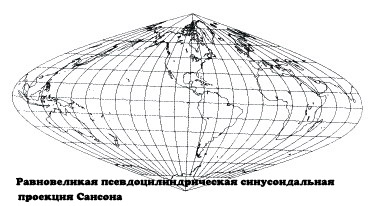 Равновеликая псевдоцилиндрическая синусоидальная
проекция Сансона